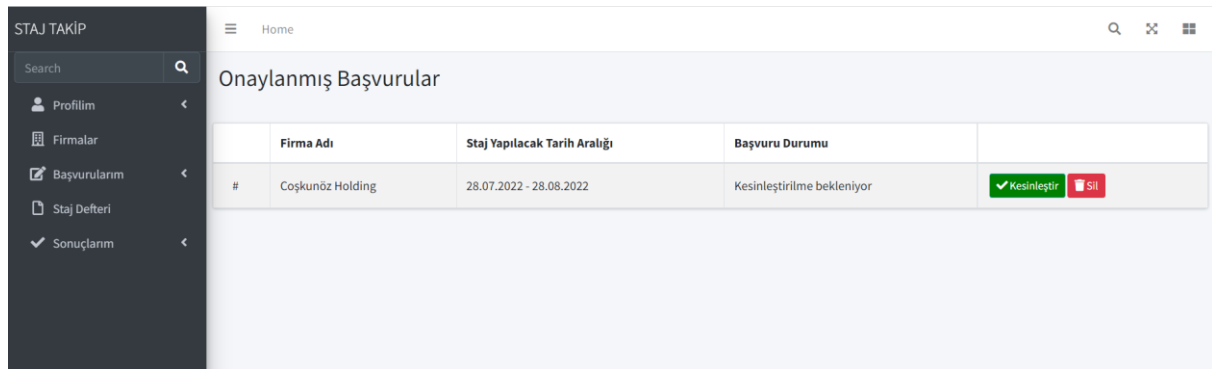 STAJ TAKİP
Home
Search
Profilim
Firmalar
Başvurularım
Staj Defteri
Sonuçlarım
Onaylanmış Başvurular
Firma Adı Staj Yapılacak Tarih Aralığı Başvuru Durumu
# Coşkunöz Holding 28.07.2022 - 28.08.2022 Kesinleştirilme bekleniyor Kesinleştir Sil